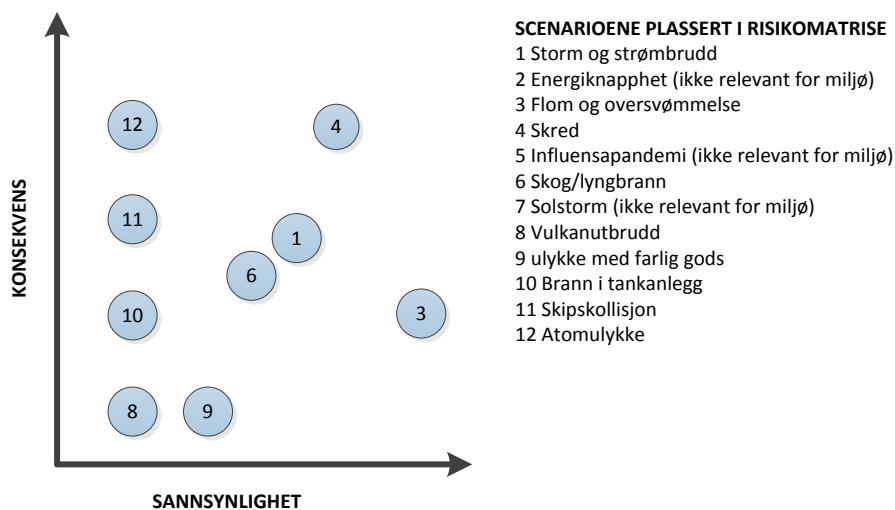 SCENARIOENE PLASSERT I RISIKOMATRISE
1 Storm og strømbrudd
2 Energiknapphet (ikke relevant for miljø)
3 Flom og oversvømmelse
4 Skred
5 Influensapandemi (ikke relevant for miljø)
6 Skog/lyngbrann
7 Solstorm (ikke relevant for miljø)
8 Vulkanutbrudd
9 ulykke med farlig gods
10 Brann i tankanlegg
11 Skipskollisjon
12 Atomulykke
KONSEKVENS
12
4
11
1
6
10
3
8
9
SANNSYNLIGHET